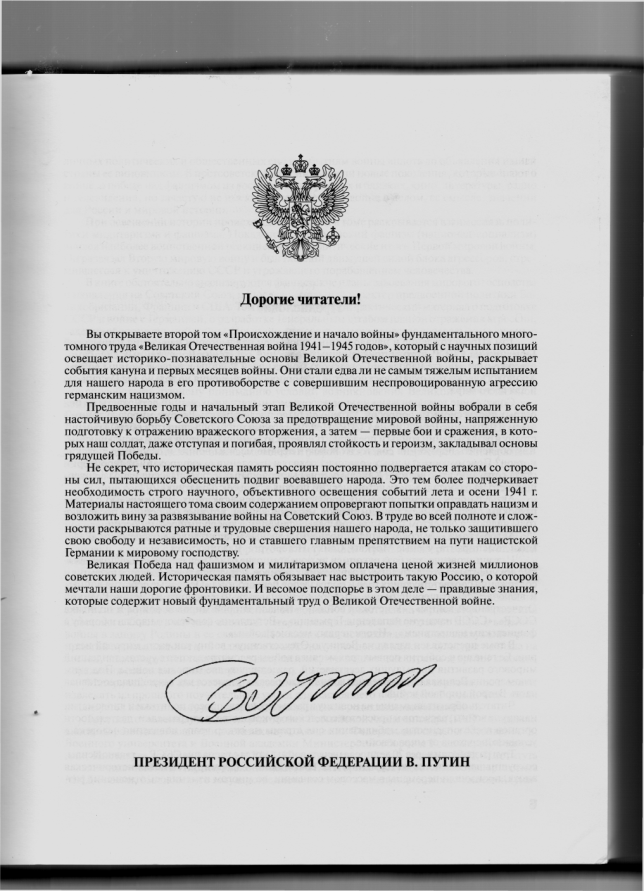 Дорогие читатели!
Вы открываете второй том «Происхождение и начало войны» фундаментального много-
томного труда «Великая Отечественная война 1941–1945 годов», который с научных позиций
освещает историко-познавательные основы Великой Отечественной войны, раскрывает
события кануна и первых месяцев войны. Они стали едва ли не самым тяжелым испытанием
для нашего народа в его противоборстве с совершившим неспровоцированную агрессию
германским нацизмом.
Предвоенные годы и начальный этап Великой Отечественной войны вобрали в себя
настойчивую борьбу Советского Союза за предотвращение мировой войны, напряженную
подготовку к отражению вражеского вторжения, а затем — первые бои и сражения, в кото-
рых наш солдат, даже отступая и погибая, проявлял стойкость и героизм, закладывал основы
грядущей Победы.
Не секрет, что историческая память россиян постоянно подвергается атакам со сторо-
ны сил, пытающихся обесценить подвиг воевавшего народа. Это тем более подчеркивает
необходимость строго научного, объективного освещения событий лета и осени 1941 г.
Материалы настоящего тома своим содержанием опровергают попытки оправдать нацизм и
возложить вину за развязывание войны на Советский Союз. В труде во всей полноте и слож-
ности раскрываются ратные и трудовые свершения нашего народа, не только защитившего
свою свободу и независимость, но и ставшего главным препятствием на пути нацистской
Германии к мировому господству.
Великая Победа над фашизмом и милитаризмом оплачена ценой жизней миллионов
советских людей. Историческая память обязывает нас выстроить такую Россию, о которой
мечтали наши дорогие фронтовики. И весомое подспорье в этом деле — правдивые знания,
которые содержит новый фундаментальный труд о Великой Отечественной войне.
ПРЕЗИДЕНТ РОССИЙСКОЙ ФЕДЕРАЦИИ В. ПУТИН